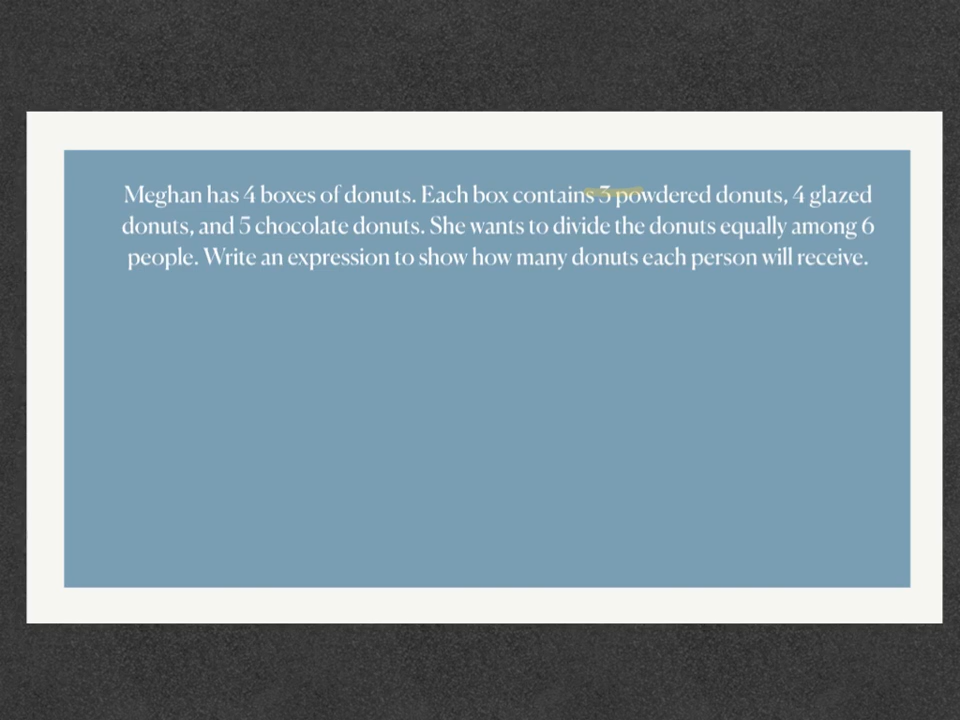 Meghan has 4 boxes of donuts. Each box contains 3 powdered donuts, 4 glazed
donuts, and 5 chocolate donuts. She wants to divide the donuts equally among 6
people. Write an expression to show how many donuts each person will receive.